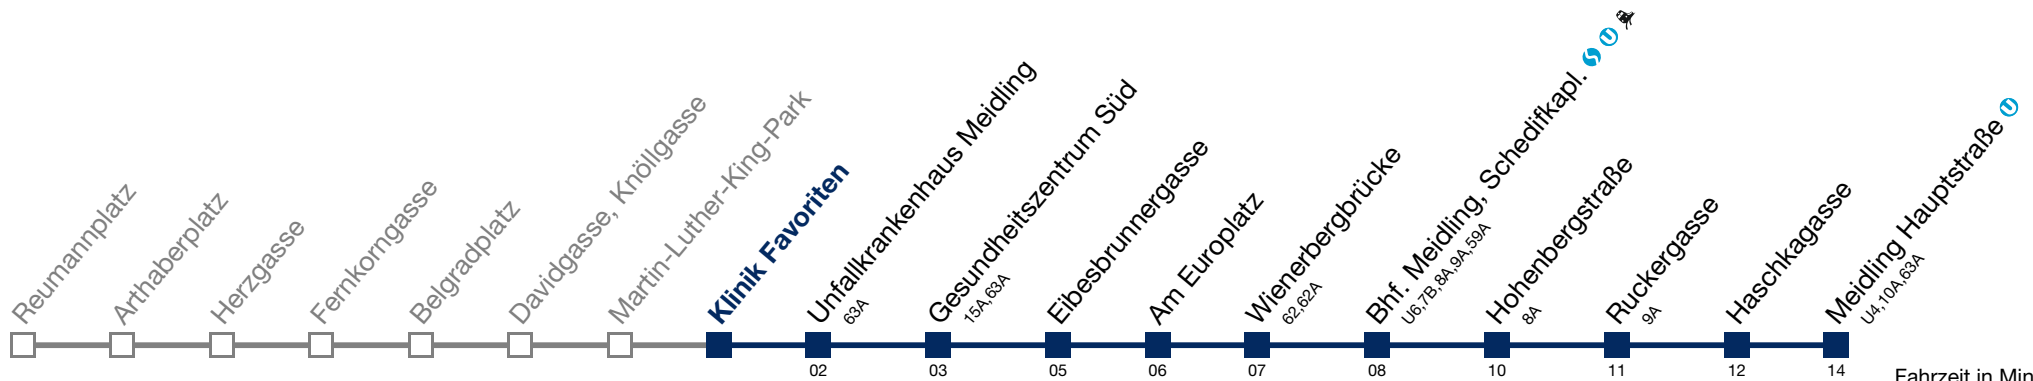 Reumannplatz
Arthaberplatz
Herzgasse
Fernkorngasse
Belgradplatz
Davidgasse, Knöllgasse
Martin-Luther-King-Park
Klinik Favoriten
Unfallkrankenhaus Meidling
63A
Gesundheitszentrum Süd
15A,63A
Eibesbrunnergasse
Am Europlatz
Wienerbergbrücke
62,62A
Bhf. Meidling, Schedifkapl.
U6,7B,8A,9A,59A
Hohenbergstraße
8A
Ruckergasse
9A
Haschkagasse
Meidling Hauptstraße U
U4,10A,63A
02 03 05 06 07 08 10 11 12 14
Fahrzeit in Min